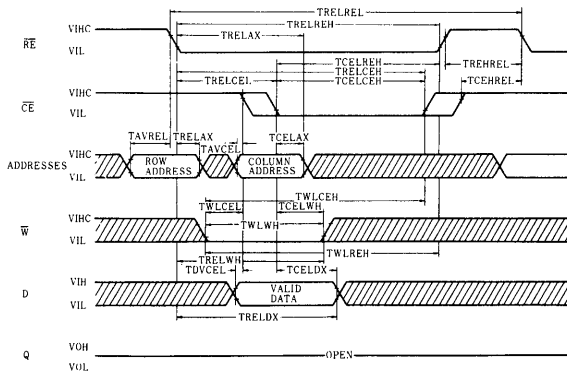 TRELREL
TRELREH
VIHC
TRELAX
RE
VIL
TCELREH
TREHREL
TRELCEH
TRELCEL
TCELCEH
TCEHREL
VIHC
CE
VIL
TAVREL
TRELAX
TAVCEL
TCELAX
VIHC
ADDRESSES
ROW
ADDRESS
COLUMN
ADDRESS
VIL
TWLCEH
TWLCEL
TCELWH
VIHC
TWLWH
W
VIL
TWLREH
TRELWH
TDVCEL
TCELDX
VIH
D
VALID
DATA
VIL
TRELDX
VOH
Q
OPEN
VOL